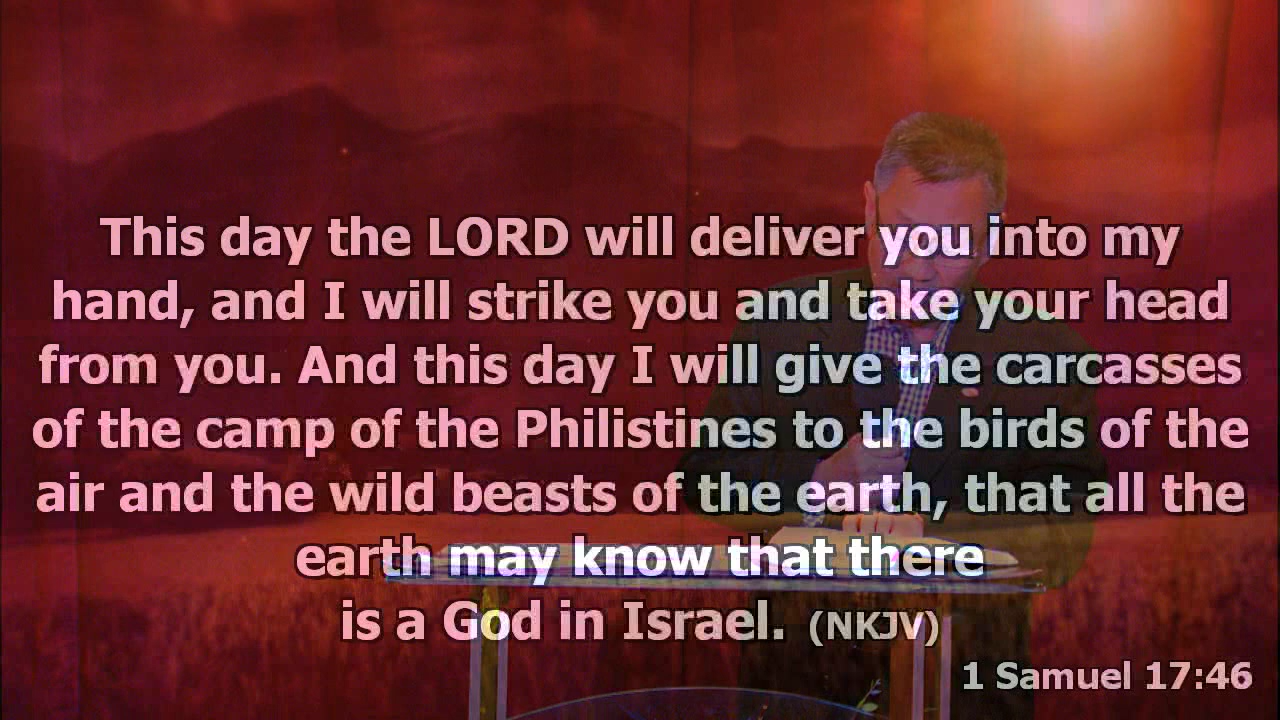 This day the LORD will deliver you into my
hand, and I will strike you and take your head
from you. And this day I will give the carcasses
of the camp of the Philistines to the birds of the
air and the wild beasts of the earth, that all the
earth may know that there
is a God in Israel. (NKJV)
1 Samuel 17:46